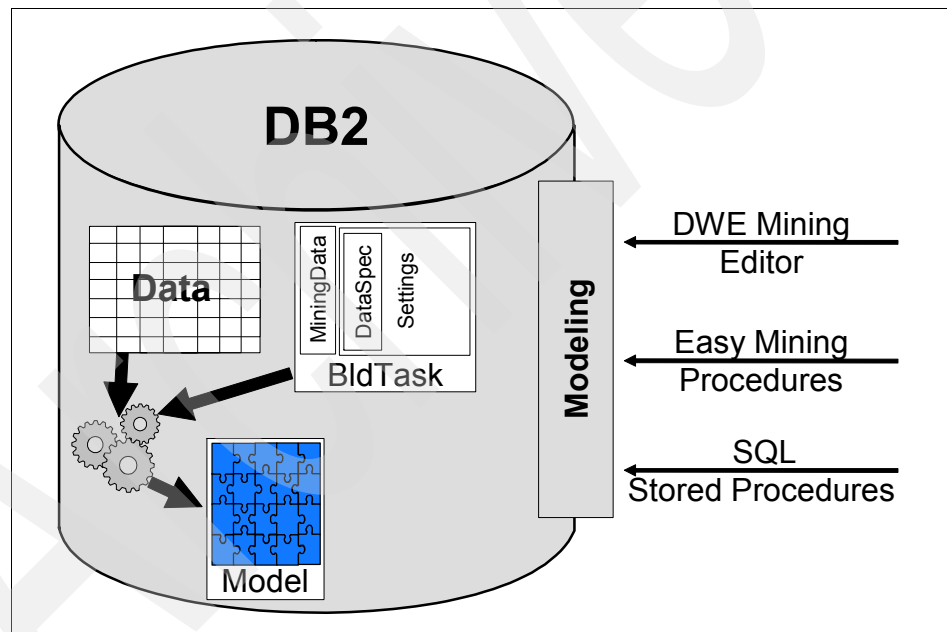 DB2
Data
MiningData
DataSpec
Settings
BldTask
Model
Modeling
DWE Mining
Editor
Easy Mining
Procedures
SQL
Stored Procedures